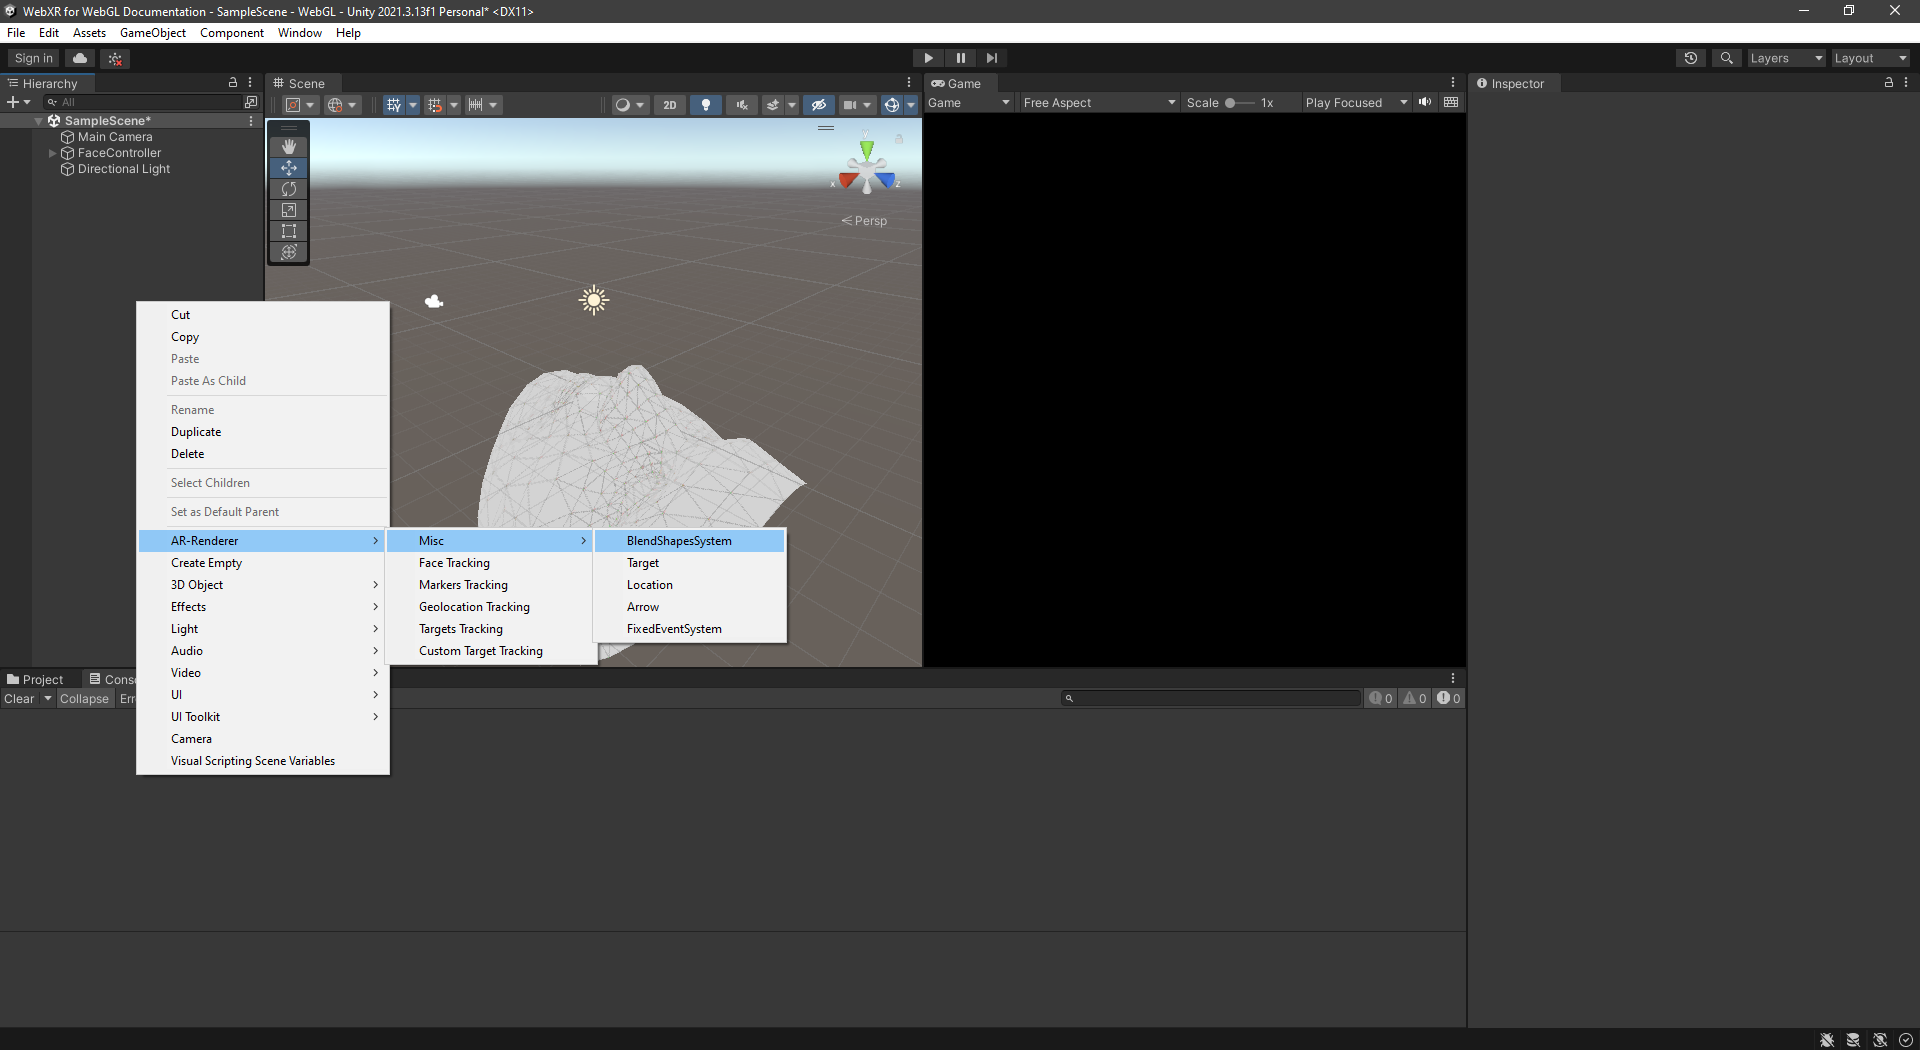 WebXR for WebGL Documentation - SampleScene - WebGL - Unity 2021.3.13f1 Personal* <DX11>
File Edit Assets GameObject Component Window Help
Sign in
Layers
Layout
Hierarchy
All
SampleScene*
Main Camera
FaceController
Directional Light
Scene
2D
y
x
z
Persp
Game
Game
Free Aspect
Scale
1x
Play Focused
Inspector
Cut
Copy
Paste
Paste As Child
Rename
Duplicate
Delete
Select Children
Set as Default Parent
AR-Renderer
Create Empty
3D Object
Effects
Light
Audio
Video
UI
UI Toolkit
Camera
Visual Scripting Scene Variables
Misc
Face Tracking
Markers Tracking
Geolocation Tracking
Targets Tracking
Custom Target Tracking
BlendShapesSystem
Target
Location
Arrow
FixedEventSystem
Project
Conso
Clear
Collapse
Err
0
0
0